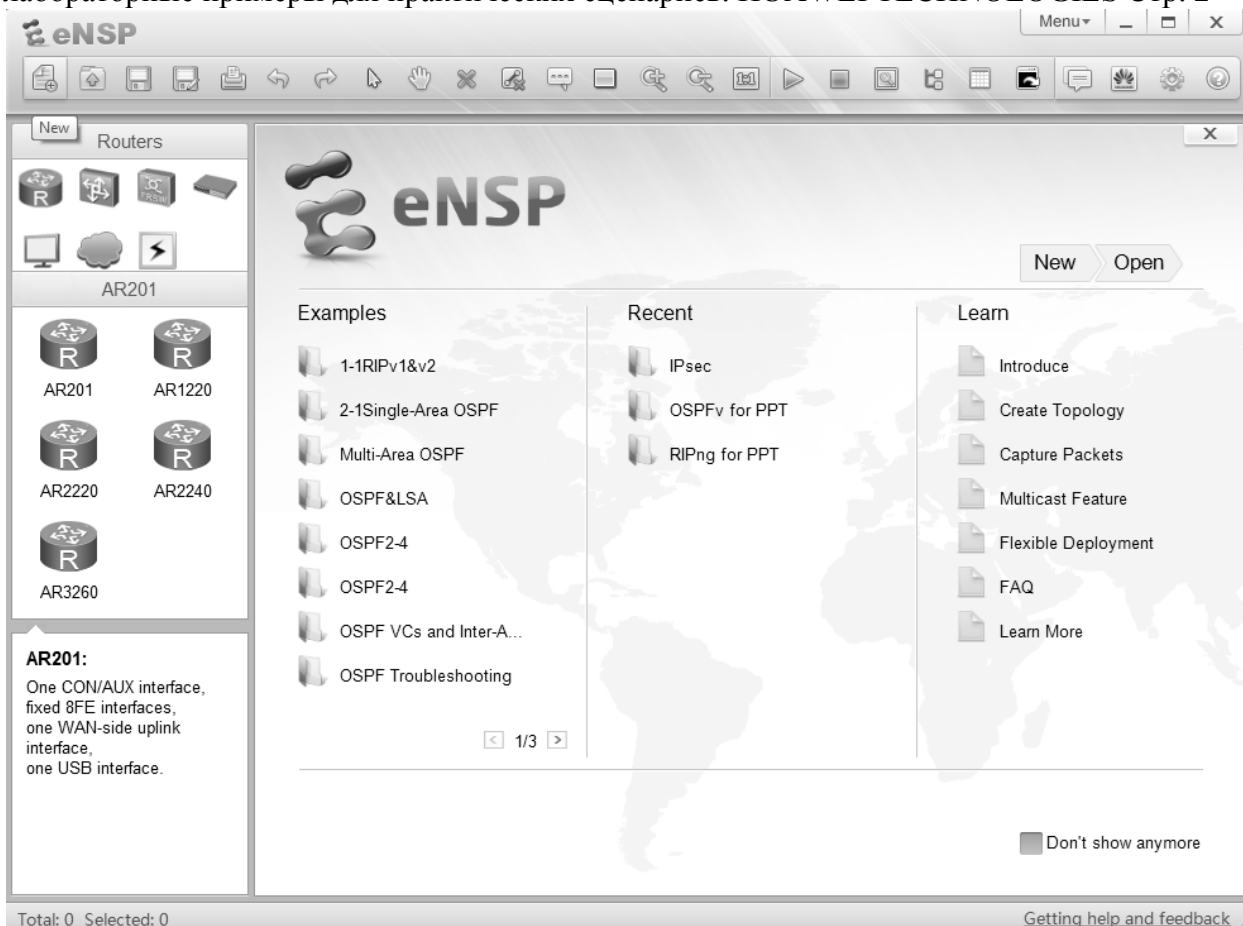 лабораторные примеры для практических сценариев. HUAWEI TECHNOLOGIES Стр. 2
eNSP
Menu
New
Routers
AR201
AR201
AR1220
AR2220
AR2240
AR3260
AR201:
One CON/AUX interface,
fixed 8FE interfaces,
one WAN-side uplink
interface,
one USB interface.
eNSP
New
Open
Examples
1-1RIPv1&v2
2-1Single-Area OSPF
Multi-Area OSPF
OSPF&LSA
OSPF2-4
OSPF2-4
OSPF VCs and Inter-A...
OSPF Troubleshooting
1/3
Recent
IPsec
OSPFv for PPT
RIPng for PPT
Learn
Introduce
Create Topology
Capture Packets
Multicast Feature
Flexible Deployment
FAQ
Learn More
Don't show anymore
Total: 0 Selected: 0
Getting help and feedback